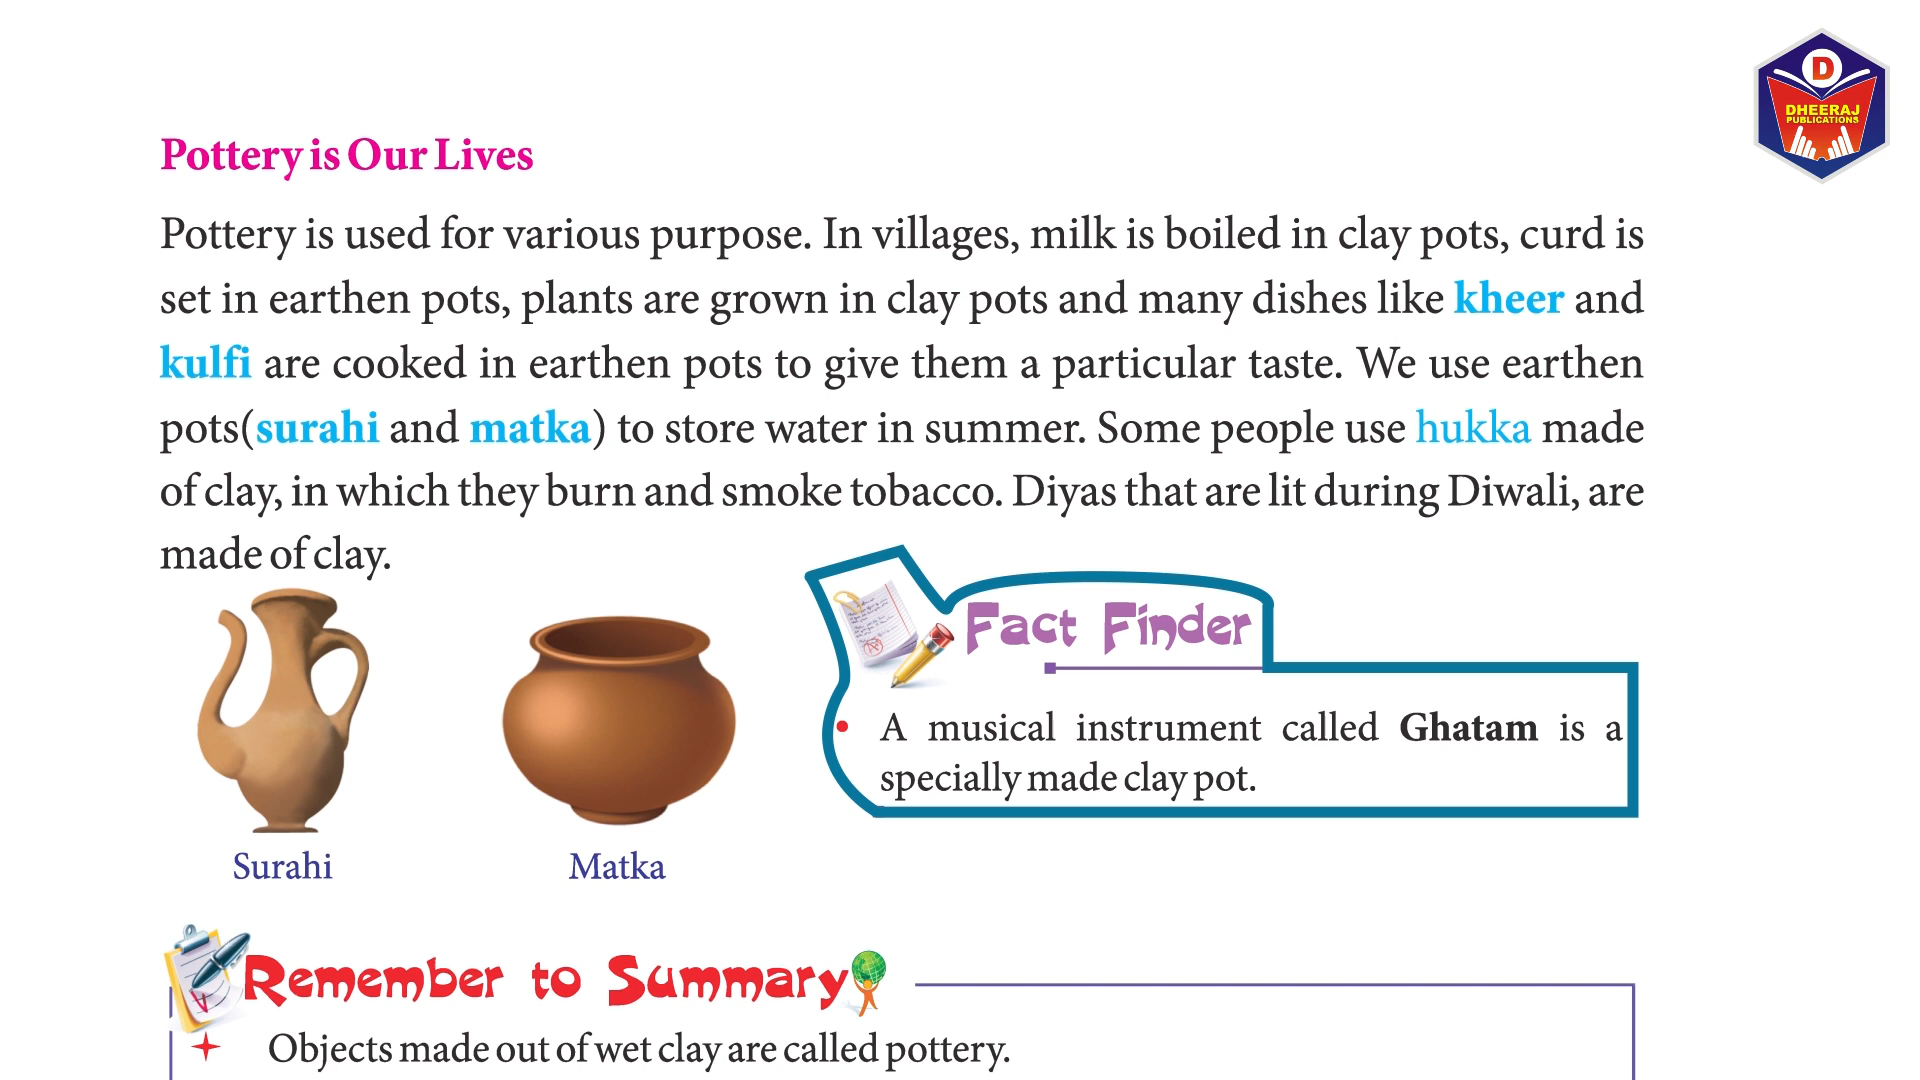 D
DHEERAJ
PUBLICATIONS
Pottery is Our Lives
Pottery is used for various purpose. In villages, milk is boiled in clay pots, curd is
set in earthen pots, plants are grown in clay pots and many dishes like kheer and
kulfi are cooked in earthen pots to give them a particular taste. We use earthen
pots(surahi and matka) to store water in summer. Some people use hukka made
of clay, in which they burn and smoke tobacco. Diyas that are lit during Diwali, are
made of clay.
Fact Finder
• A musical instrument called Ghatam is a
specially made clay pot.
Surahi
Matka
Remember to Summary
Objects made out of wet clay are called pottery.